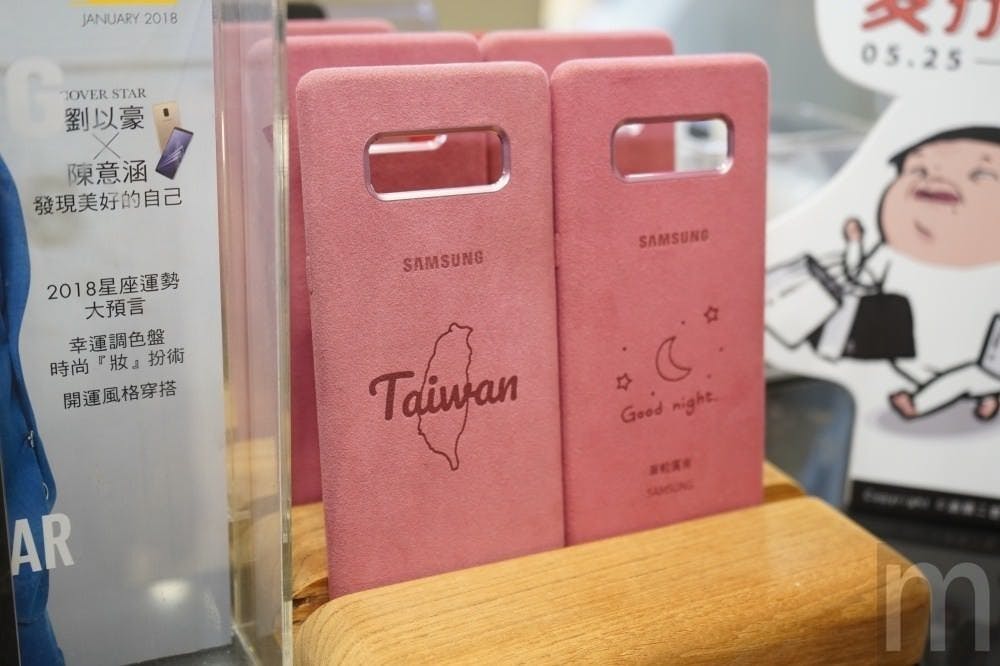 JANUARY 2018
G
COVER STAR
劉以豪
×
陳意涵
發現美好的自己
2018星座運勢
大預言
幸運調色盤
時尚『妝』扮術
開運風格穿搭
AR
SAMSUNG
Taiwan
SAMSUNG
Good night.
SAMSUNG
05.25
Copyright
m